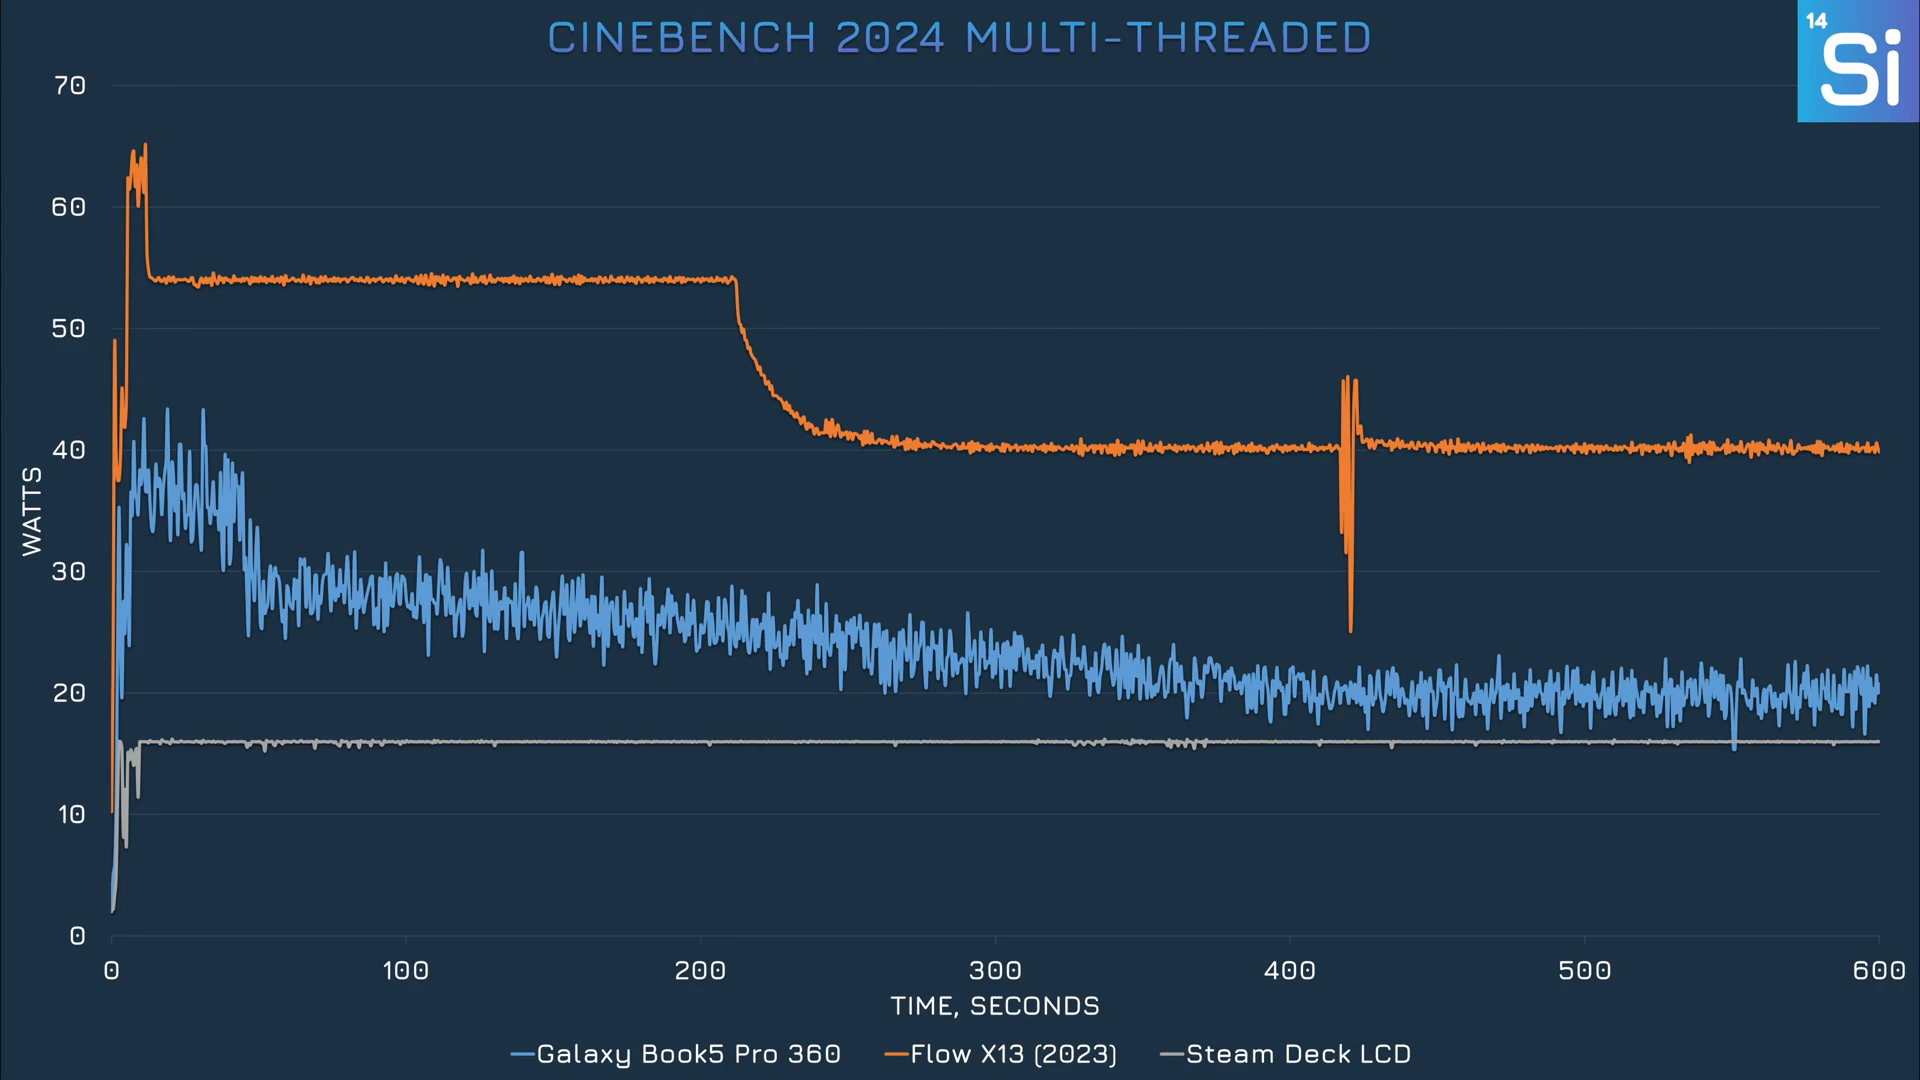 CINEBENCH 2024 MULTI-THREADED
14
Si
70
60
50
40
30
20
10
0
WATTS
0 100 200 300 400 500 600
TIME, SECONDS
Galaxy Book5 Pro 360 Flow X13 (2023) Steam Deck LCD